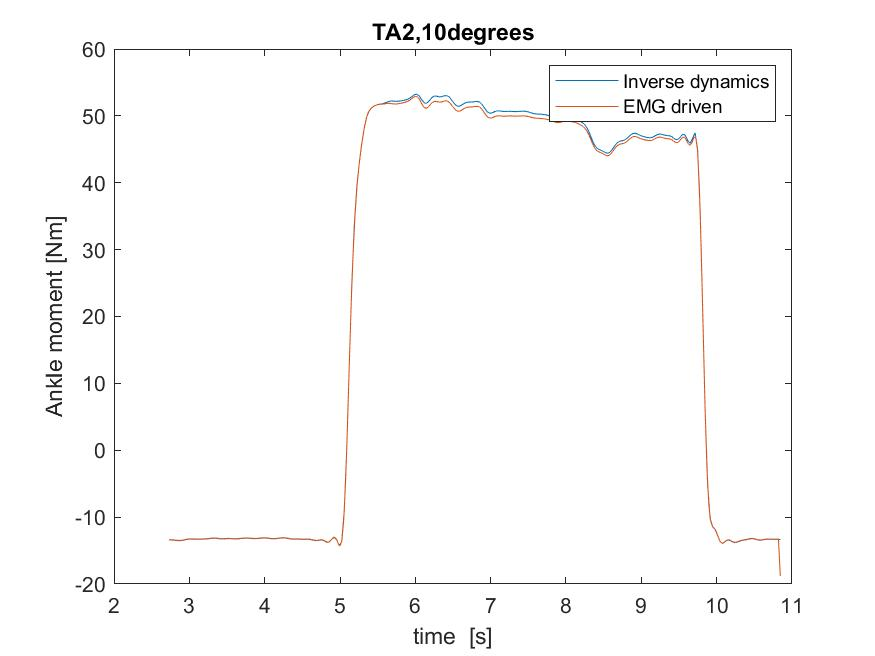 TA2,10degrees
60
50
40
30
20
10
0
-10
-20
Ankle moment [Nm]
Inverse dynamics
EMG driven
2 3 4 5 6 7 8 9 10 11
time [s]